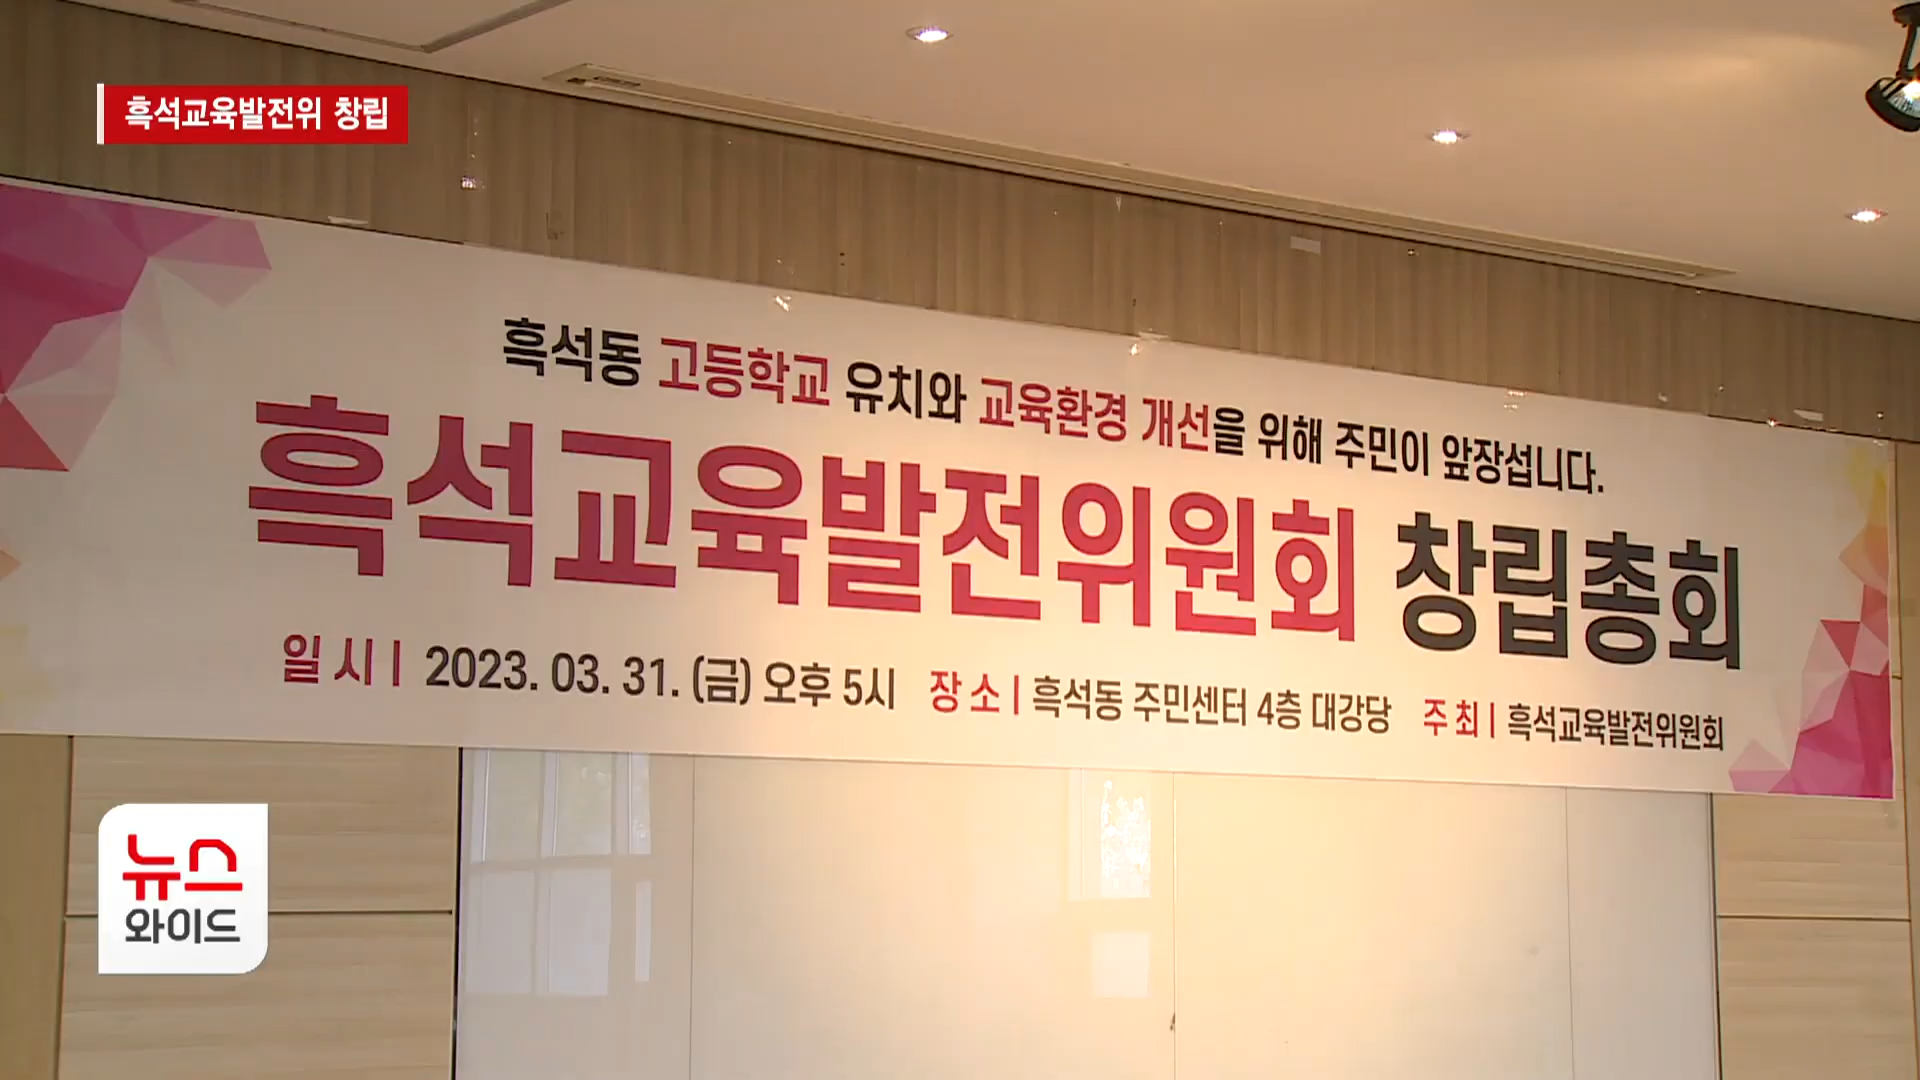 흑석교육발전위 창립
흑석동 고등학교 유치와 교육환경 개선을 위해 주민이 앞장섭니다.
흑석교육발전위원회 창립총회
일 시 | 2023. 03. 31. (금) 오후 5시 장 소 | 흑석동 주민센터 4층 대강당 주 최 | 흑석교육발전위원회
뉴스
와이드